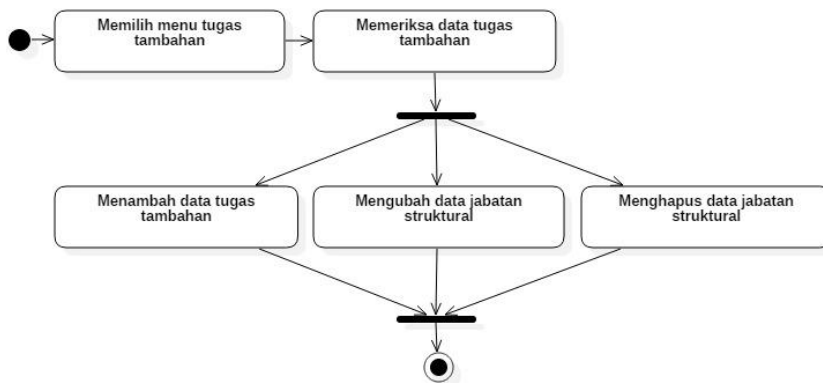 Memilih menu tugas
tambahan
Memeriksa data tugas
tambahan
Menambah data tugas
tambahan
Mengubah data jabatan
struktural
Menghapus data jabatan
struktural